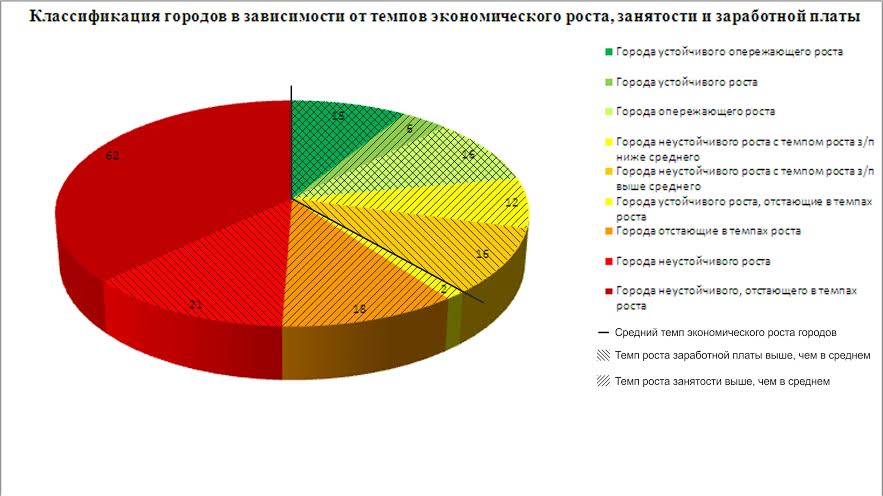 Классификация городов в зависимости от темпов экономического роста, занятости и заработной платы
15
6
16
12
15
2
18
21
62
Города устойчивого опережающего роста
Города устойчивого роста
Города опережающего роста
Города неустойчивого роста с темпом роста з/п
ниже среднего
Города неустойчивого роста с темпом роста з/п
выше среднего
Города устойчивого роста, отстающие в темпах
роста
Города отстающие в темпах роста
Города неустойчивого роста
Города неустойчивого, отстающего в темпах
роста
Средний темп экономического роста городов
Темп роста заработной платы выше, чем в среднем
Темп роста занятости выше, чем в среднем